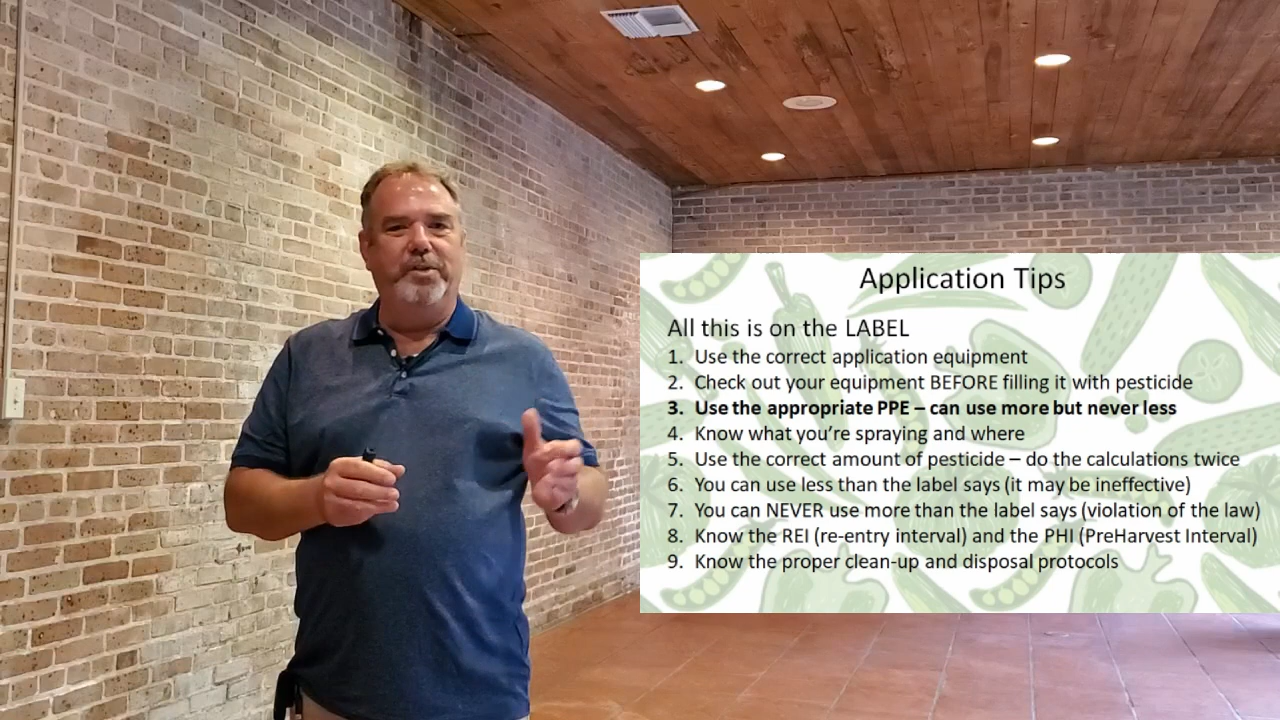 Application Tips
All this is on the LABEL
1. Use the correct application equipment
2. Check out your equipment BEFORE filling it with pesticide
3. Use the appropriate PPE – can use more but never less
4. Know what you're spraying and where
5. Use the correct amount of pesticide – do the calculations twice
6. You can use less than the label says (it may be ineffective)
7. You can NEVER use more than the label says (violation of the law)
8. Know the REI (re-entry interval) and the PHI (PreHarvest Interval)
9. Know the proper clean-up and disposal protocols